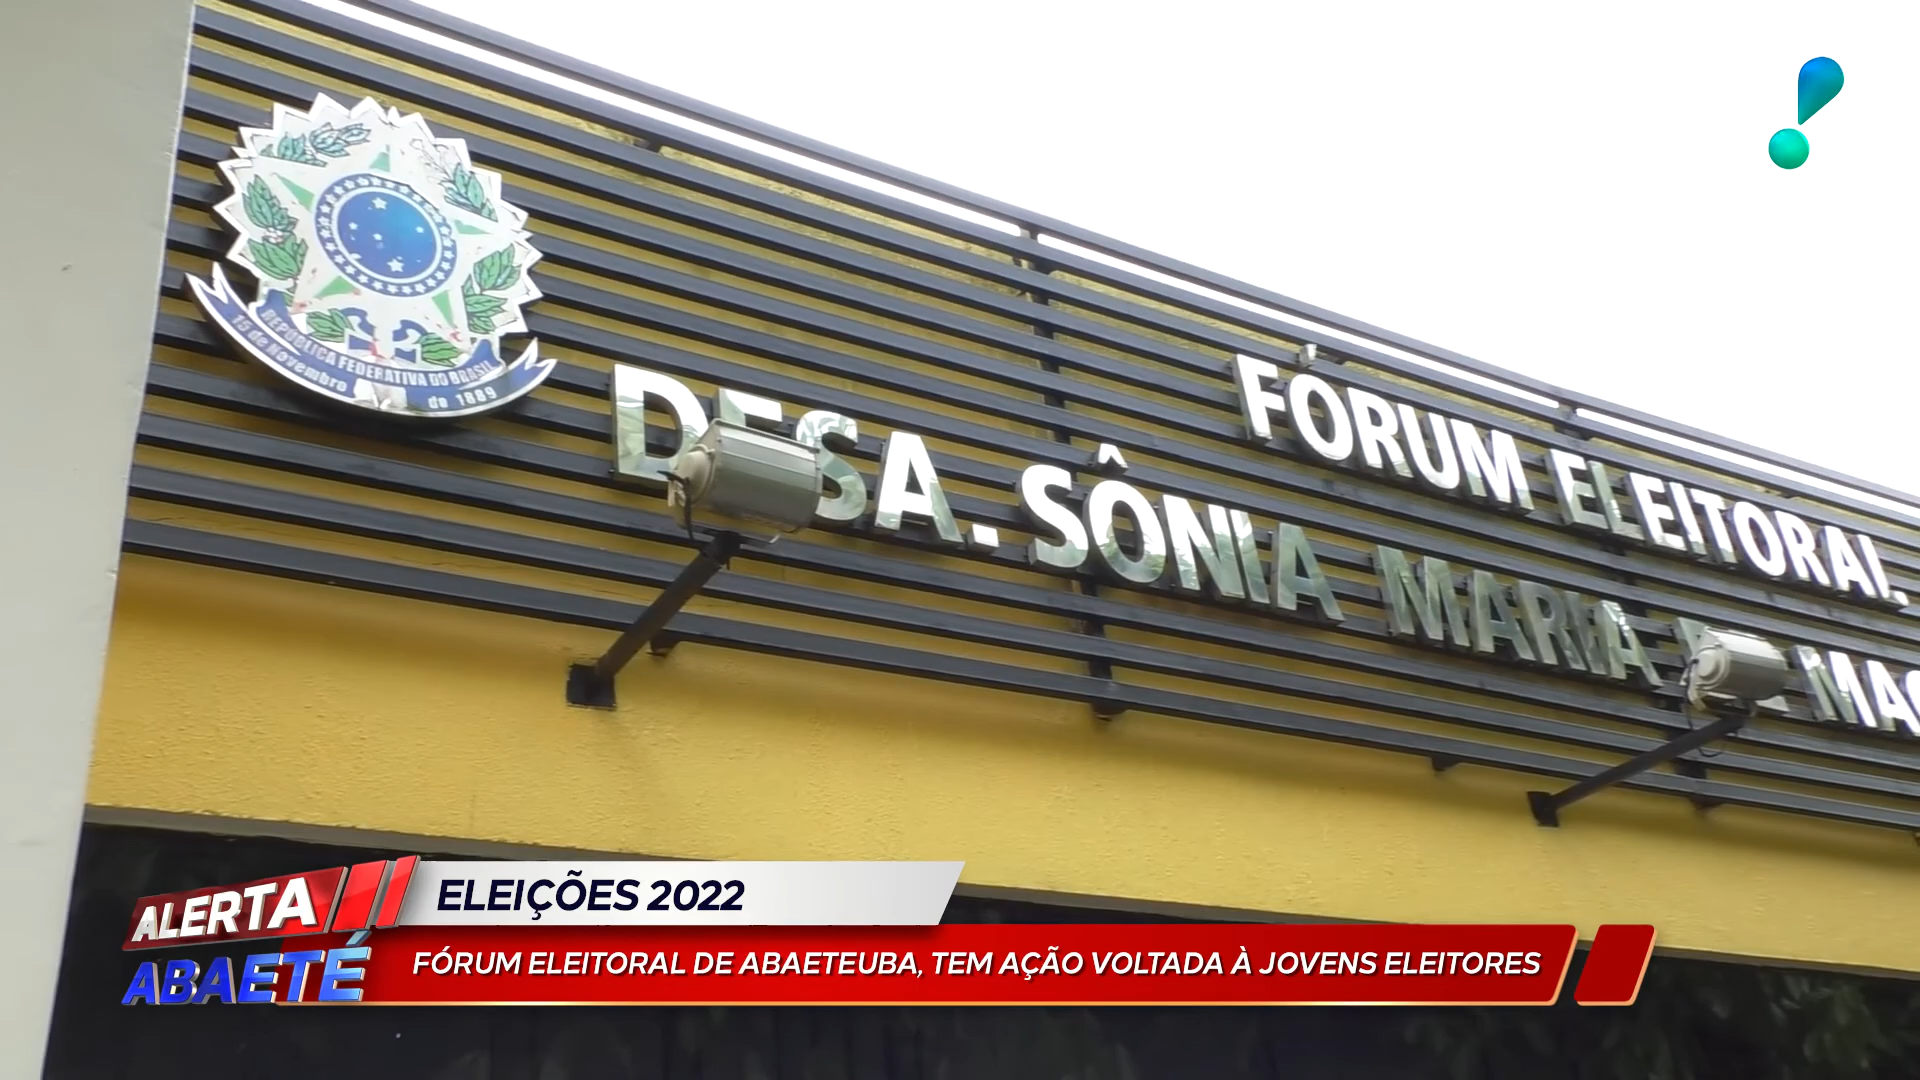 REPÚBLICA FEDERATIVA DO BRASIL
15 de Novembro de 1889
FÓRUM ELEITORAL
DESA. SÔNIA MARIA
ELEIÇÕES 2022
ALERTA
ABAETÉ
FÓRUM ELEITORAL DE ABAETEUBA, TEM AÇÃO VOLTADA À JOVENS ELEITORES